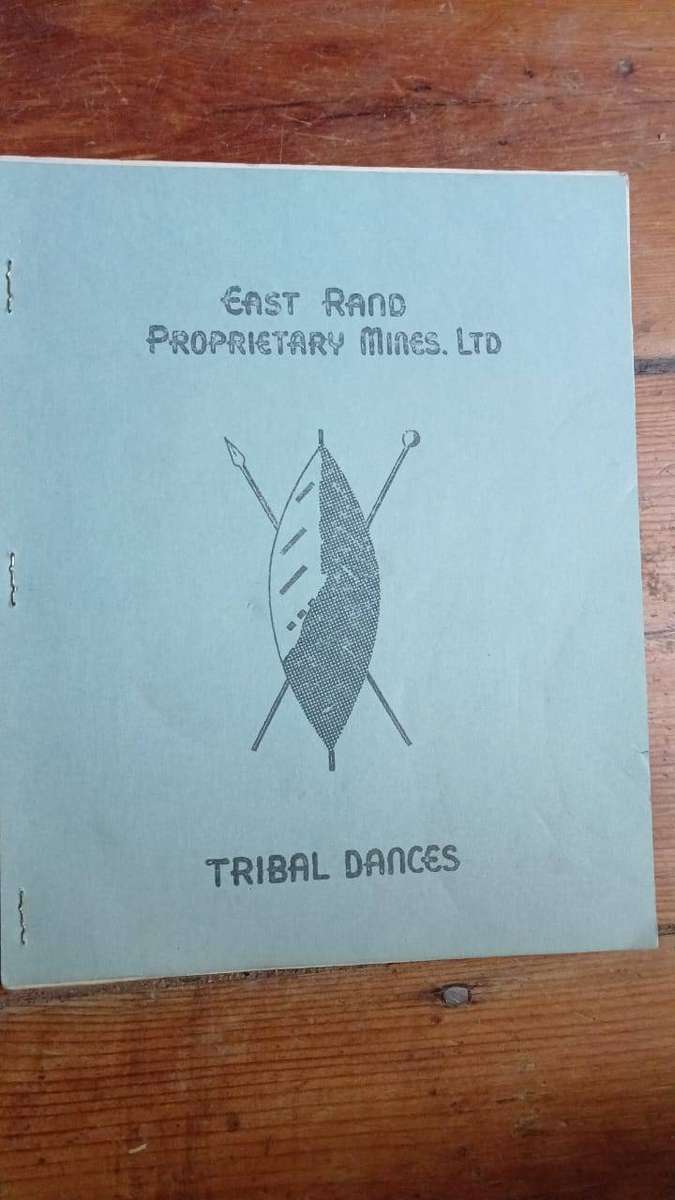 EAST RAND
PROPRIETARY MINES. LTD
TRIBAL DANCES